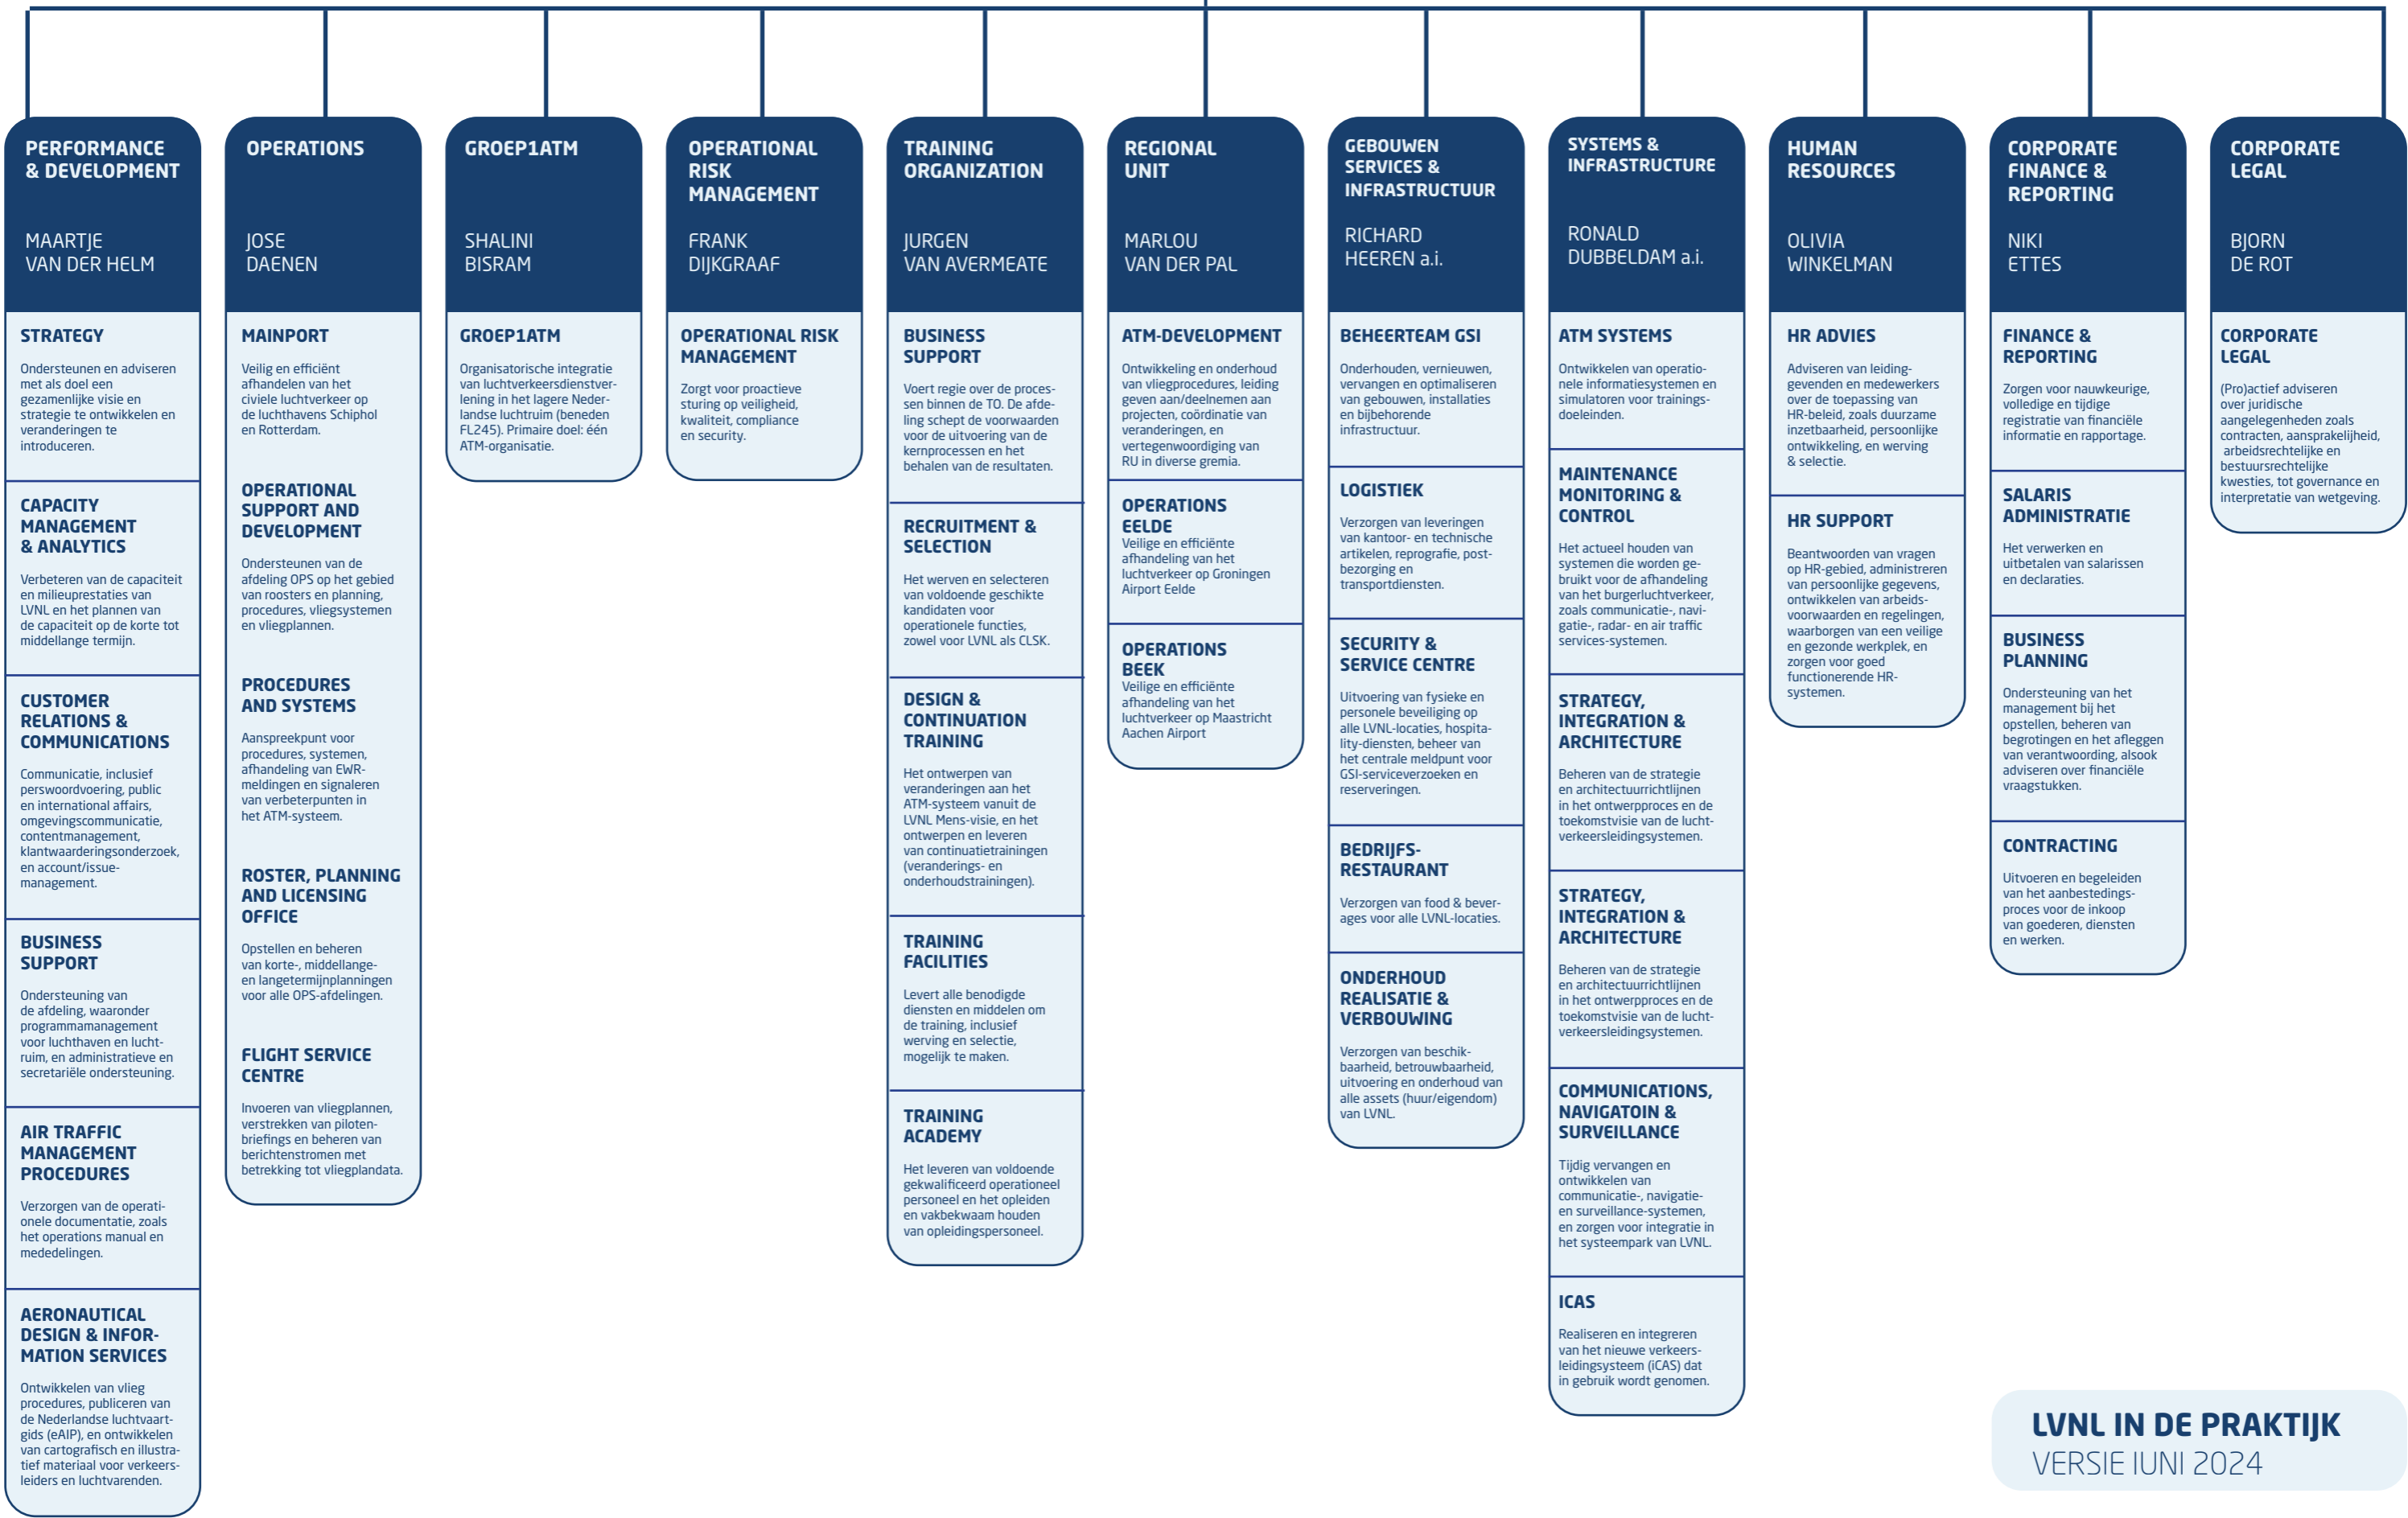 PERFORMANCE
& DEVELOPMENT
MAARTJE
VAN DER HELM
STRATEGY
Ondersteunen en adviseren
met als doel een
gezamenlijke visie en
strategie te ontwikkelen en
veranderingen te
introduceren.
CAPACITY
MANAGEMENT
& ANALYTICS
Verbeteren van de capaciteit
en milieuprestaties van
LVNL en het plannen van
de capaciteit op de korte tot
middellange termijn.
CUSTOMER
RELATIONS &
COMMUNICATIONS
Communicatie, inclusief
perswoordvoering, public
en international affairs,
omgevingscommunicatie,
contentmanagement,
klantwaarderingsonderzoek,
en account/issue-
management.
BUSINESS
SUPPORT
Ondersteuning van
de afdeling, waaronder
programmamanagement
voor luchthaven en lucht-
ruim, en administratieve en
secretariële ondersteuning.
AIR TRAFFIC
MANAGEMENT
PROCEDURES
Verzorgen van de operati-
onele documentatie, zoals
het operations manual en
mededelingen.
AERONAUTICAL
DESIGN & INFOR-
MATION SERVICES
Ontwikkelen van vlieg
procedures, publiceren van
de Nederlandse luchtvaart-
gids (eAIP), en ontwikkelen
van cartografisch en illustra-
tief materiaal voor verkeers-
leiders en luchtvarenden.
OPERATIONS
JOSE
DAENEN
MAINPORT
Veilig en efficiënt
afhandelen van het
civiele luchtverkeer op
de luchthavens Schiphol
en Rotterdam.
OPERATIONAL
SUPPORT AND
DEVELOPMENT
Ondersteunen van de
afdeling OPS op het gebied
van roosters en planning,
procedures, vliegsystemen
en vliegplannen.
PROCEDURES
AND SYSTEMS
Aanspreekpunt voor
procedures, systemen,
afhandeling van EWR-
meldingen en signaleren
van verbeterpunten in
het ATM-systeem.
ROSTER, PLANNING
AND LICENSING
OFFICE
Opstellen en beheren
van korte-, middellange-
en langetermijnplanningen
voor alle OPS-afdelingen.
FLIGHT SERVICE
CENTRE
Invoeren van vliegplannen,
verstrekken van piloten-
briefings en beheren van
berichtenstromen met
betrekking tot vliegplandata.
GROEP1ATM
SHALINI
BISRAM
GROEP1ATM
Organisatorische integratie
van luchtverkeersdienstver-
lening in het lagere Neder-
landse luchtruim (beneden
FL245). Primaire doel: één
ATM-organisatie.
OPERATIONAL
RISK
MANAGEMENT
FRANK
DIJKGRAAF
OPERATIONAL RISK
MANAGEMENT
Zorgt voor proactieve
sturing op veiligheid,
kwaliteit, compliance
en security.
TRAINING
ORGANIZATION
JURGEN
VAN AVERMEATE
BUSINESS
SUPPORT
Voert regie over de proces-
sen binnen de TO. De afde-
ling schept de voorwaarden
voor de uitvoering van de
kernprocessen en het
behalen van de resultaten.
RECRUITMENT &
SELECTION
Het werven en selecteren
van voldoende geschikte
kandidaten voor
operationele functies,
zowel voor LVNL als CLSK.
DESIGN &
CONTINUATION
TRAINING
Het ontwerpen van
veranderingen aan het
ATM-systeem vanuit de
LVNL Mens-visie, en het
ontwerpen en leveren
van continuatietrainingen
(veranderings- en
onderhoudstrainingen).
TRAINING
FACILITIES
Levert alle benodigde
diensten en middelen om
de training, inclusief
werving en selectie,
mogelijk te maken.
TRAINING
ACADEMY
Het leveren van voldoende
gekwalificeerd operationeel
personeel en het opleiden
en vakbekwaam houden
van opleidingspersoneel.
REGIONAL
UNIT
MARLOU
VAN DER PAL
ATM-DEVELOPMENT
Ontwikkeling en onderhoud
van vliegprocedures, leiding
geven aan/deelnemen aan
projecten, coördinatie van
veranderingen, en
vertegenwoordiging van
RU in diverse gremia.
OPERATIONS
EELDE
Veilige en efficiënte
afhandeling van het
luchtverkeer op Groningen
Airport Eelde
OPERATIONS
BEEK
Veilige en efficiënte
afhandeling van het
luchtverkeer op Maastricht
Aachen Airport
GEBOUWEN
SERVICES &
INFRASTRUCTUUR
RICHARD
HEEREN a.i.
BEHEERTEAM GSI
Onderhouden, vernieuwen,
vervangen en optimaliseren
van gebouwen, installaties
en bijbehorende
infrastructuur.
LOGISTIEK
Verzorgen van leveringen
van kantoor- en technische
artikelen, reprografie, post-
bezorging en
transportdiensten.
SECURITY &
SERVICE CENTRE
Uitvoering van fysieke en
personele beveiliging op
alle LVNL-locaties, hospita-
lity-diensten, beheer van
het centrale meldpunt voor
GSI-serviceverzoeken en
reserveringen.
BEDRIJFS-
RESTAURANT
Verzorgen van food & bever-
ages voor alle LVNL-locaties.
ONDERHOUD
REALISATIE &
VERBOUWING
Verzorgen van beschik-
baarheid, betrouwbaarheid,
uitvoering en onderhoud van
alle assets (huur/eigendom)
van LVNL.
SYSTEMS &
INFRASTRUCTURE
RONALD
DUBBELDAM a.i.
ATM SYSTEMS
Ontwikkelen van operatio-
nele informatiesystemen en
simulatoren voor trainings-
doeleinden.
MAINTENANCE
MONITORING &
CONTROL
Het actueel houden van
systemen die worden ge-
bruikt voor de afhandeling
van het burgerluchtverkeer,
zoals communicatie-, navi-
gatie-, radar- en air traffic
services-systemen.
STRATEGY,
INTEGRATION &
ARCHITECTURE
Beheren van de strategie
en architectuurrichtlijnen
in het ontwerpproces en de
toekomstvisie van de lucht-
verkeersleidingsystemen.
STRATEGY,
INTEGRATION &
ARCHITECTURE
Beheren van de strategie
en architectuurrichtlijnen
in het ontwerpproces en de
toekomstvisie van de lucht-
verkeersleidingsystemen.
COMMUNICATIONS,
NAVIGATOIN &
SURVEILLANCE
Tijdig vervangen en
ontwikkelen van
communicatie-, navigatie-
en surveillance-systemen,
en zorgen voor integratie in
het systeempark van LVNL.
ICAS
Realiseren en integreren
van het nieuwe verkeers-
leidingsysteem (iCAS) dat
in gebruik wordt genomen.
HUMAN
RESOURCES
OLIVIA
WINKELMAN
HR ADVIES
Adviseren van leiding-
gevenden en medewerkers
over de toepassing van
HR-beleid, zoals duurzame
inzetbaarheid, persoonlijke
ontwikkeling, en werving
& selectie.
HR SUPPORT
Beantwoorden van vragen
op HR-gebied, administreren
van persoonlijke gegevens,
ontwikkelen van arbeids-
voorwaarden en regelingen,
waarborgen van een veilige
en gezonde werkplek, en
zorgen voor goed
functionerende HR-
systemen.
CORPORATE
FINANCE &
REPORTING
NIKI
ETTES
FINANCE &
REPORTING
Zorgen voor nauwkeurige,
volledige en tijdige
registratie van financiële
informatie en rapportage.
SALARIS
ADMINISTRATIE
Het verwerken en
uitbetalen van salarissen
en declaraties.
BUSINESS
PLANNING
Ondersteuning van het
management bij het
opstellen, beheren van
begrotingen en het afleggen
van verantwoording, alsook
adviseren over financiële
vraagstukken.
CONTRACTING
Uitvoeren en begeleiden
van het aanbestedings-
proces voor de inkoop
van goederen, diensten
en werken.
CORPORATE
LEGAL
BJORN
DE ROT
CORPORATE
LEGAL
(Pro)actief adviseren
over juridische
aangelegenheden zoals
contracten, aansprakelijheid,
arbeidsrechtelijke en
bestuursrechtelijke
kwesties, tot governance en
interpretatie van wetgeving.
LVNL IN DE PRAKTIJK
VERSIE IUNI 2024